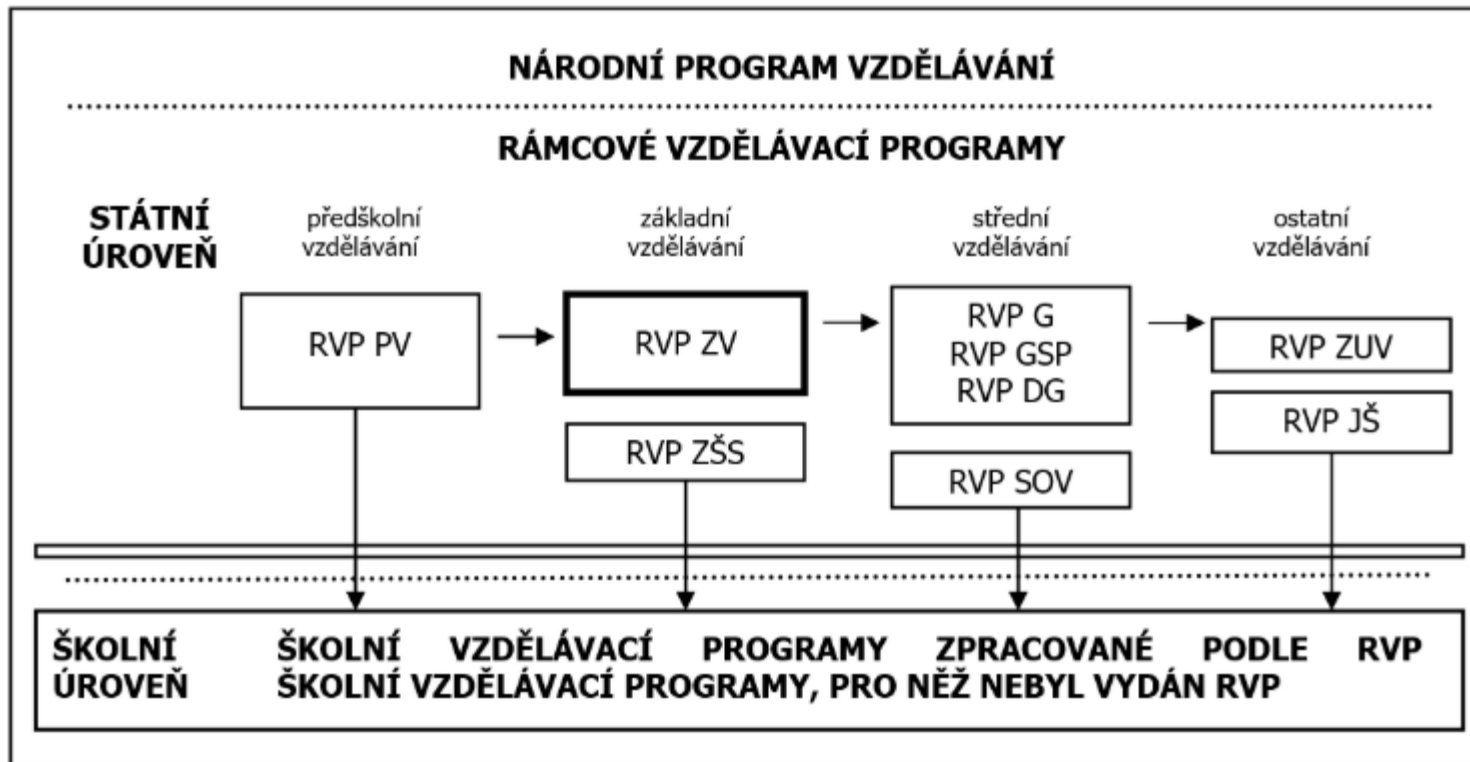 NÁRODNÍ PROGRAM VZDĚLÁVÁNÍ
RÁMCOVÉ VZDĚLÁVACÍ PROGRAMY
STÁTNÍ
ÚROVEŇ
předškolní
vzdělávání
základní
vzdělávání
střední
vzdělávání
ostatní
vzdělávání
RVP PV
RVP ZV
RVP ZŠS
RVP G
RVP GSP
RVP DG
RVP SOV
RVP ZUV
RVP JŠ
ŠKOLNÍ
ÚROVEŇ
ŠKOLNÍ VZDĚLÁVACÍ PROGRAMY ZPRACOVANÉ PODLE RVP
ŠKOLNÍ VZDĚLÁVACÍ PROGRAMY, PRO NĚŽ NEBYL VYDÁN RVP